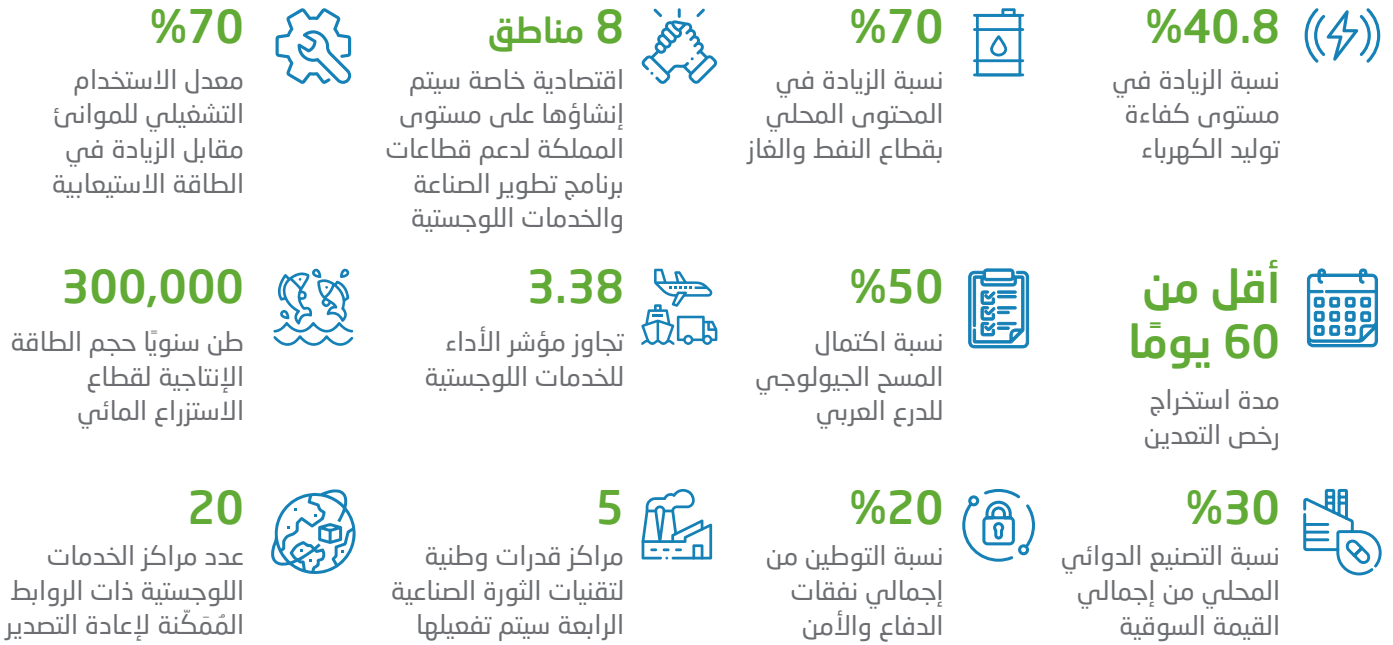 %40.8
نسبة الزيادة في
مستوى كفاءة
توليد الكهرباء
%70
نسبة الزيادة في
المحتوى المحلي
بقطاع النفط والغاز
8 مناطق
اقتصادية خاصة سيتم
إنشاؤها على مستوى
المملكة لدعم قطاعات
برنامج تطوير الصناعة
والخدمات اللوجستية
%70
معدل الاستخدام
التشغيلي للموانئ
مقابل الزيادة في
الطاقة الاستيعابية
أقل من
60 يومًا
مدة استخراج
رخص التعدين
%50
نسبة اكتمال
المسح الجيولوجي
للدرع العربي
3.38
تجاوز مؤشر الأداء
للخدمات اللوجستية
300,000
طن سنويًا حجم الطاقة
الإنتاجية لقطاع
الاستزراع المائي
%30
نسبة التصنيع الدوائي
المحلي من إجمالي
القيمة السوقية
%20
نسبة التوطين من
إجمالي نفقات
الدفاع والأمن
5
مراكز قدرات وطنية
لتقنيات الثورة الصناعية
الرابعة سيتم تفعيلها
20
عدد مراكز الخدمات
اللوجستية ذات الروابط
المُمَكّنة لإعادة التصدير